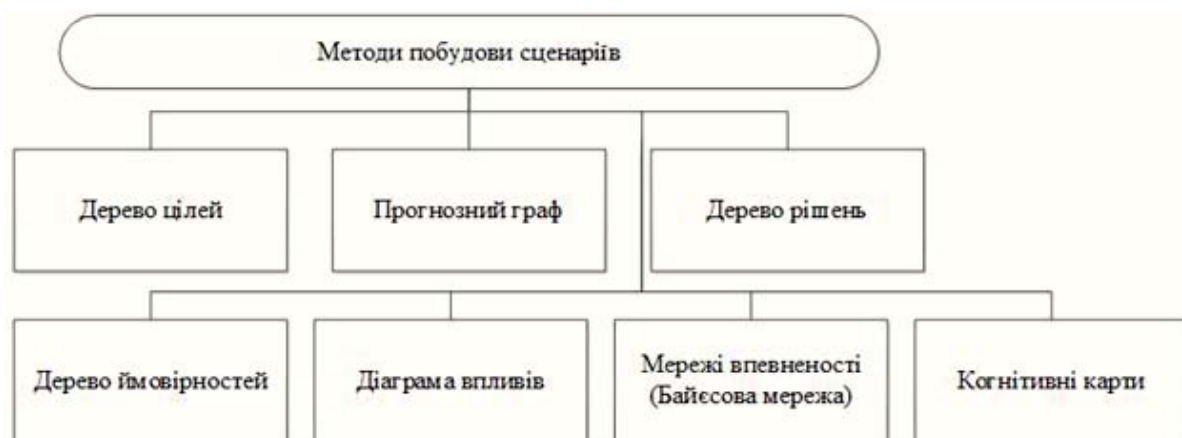 Методи побудови сценаріїв
Дерево цілей
Прогнозний граф
Дерево рішень
Дерево ймовірностей
Діаграма впливів
Мережі впевненості
(Байєсова мережа)
Когнітивні карти